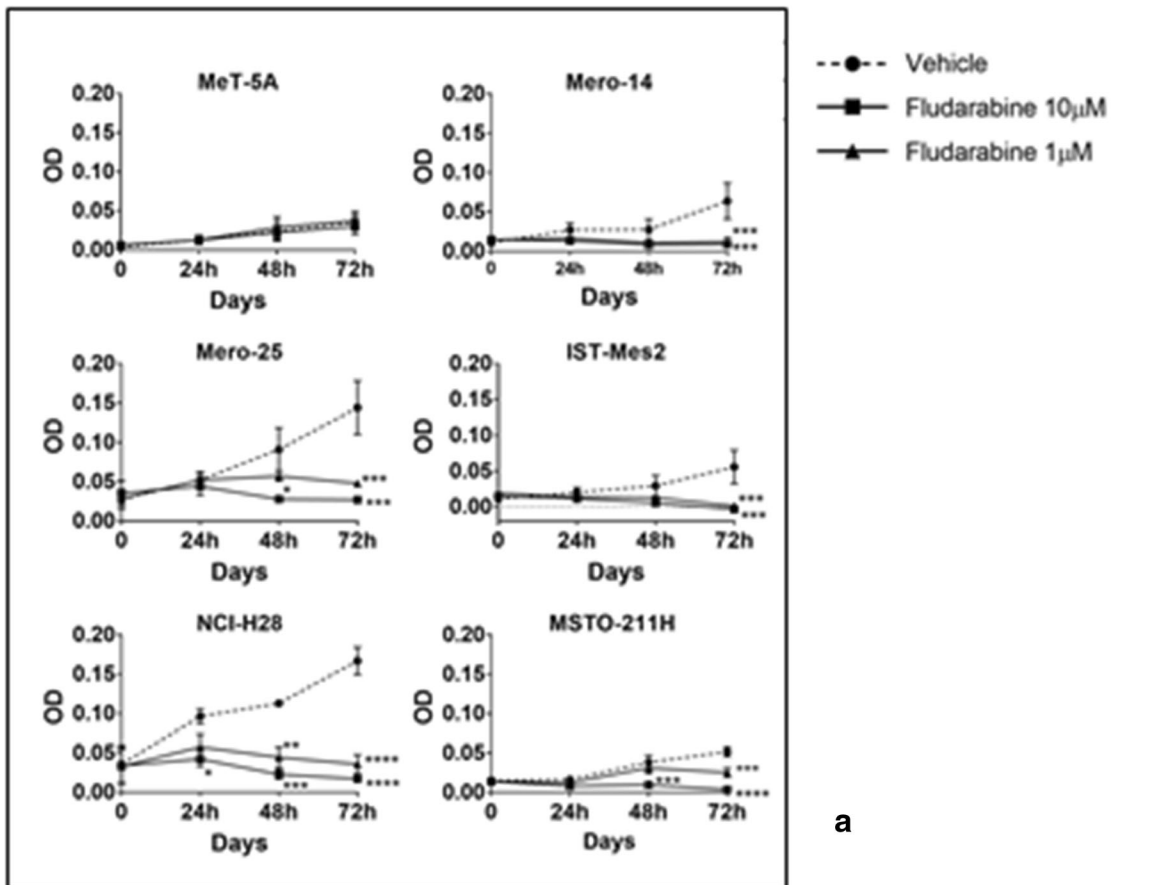 MeT-5A
0.20
0.15
0.10
0.05
0.00
OD
0 24h 48h 72h
Days
Mero-14
0.20
0.15
0.10
0.05
0.00
OD
0 24h 48h 72h
Days
***
***
Mero-25
0.20
0.15
0.10
0.05
0.00
OD
0 24h 48h 72h
Days
***
*
***
IST-Mes2
0.20
0.15
0.10
0.05
0.00
OD
0 24h 48h 72h
Days
***
***
NCI-H28
0.20
0.15
0.10
0.05
0.00
OD
0 24h 48h 72h
Days
**
****
*
***
****
MSTO-211H
0.20
0.15
0.10
0.05
0.00
OD
0 24h 48h 72h
Days
***
***
****
Vehicle
Fludarabine 10μM
Fludarabine 1μM
a